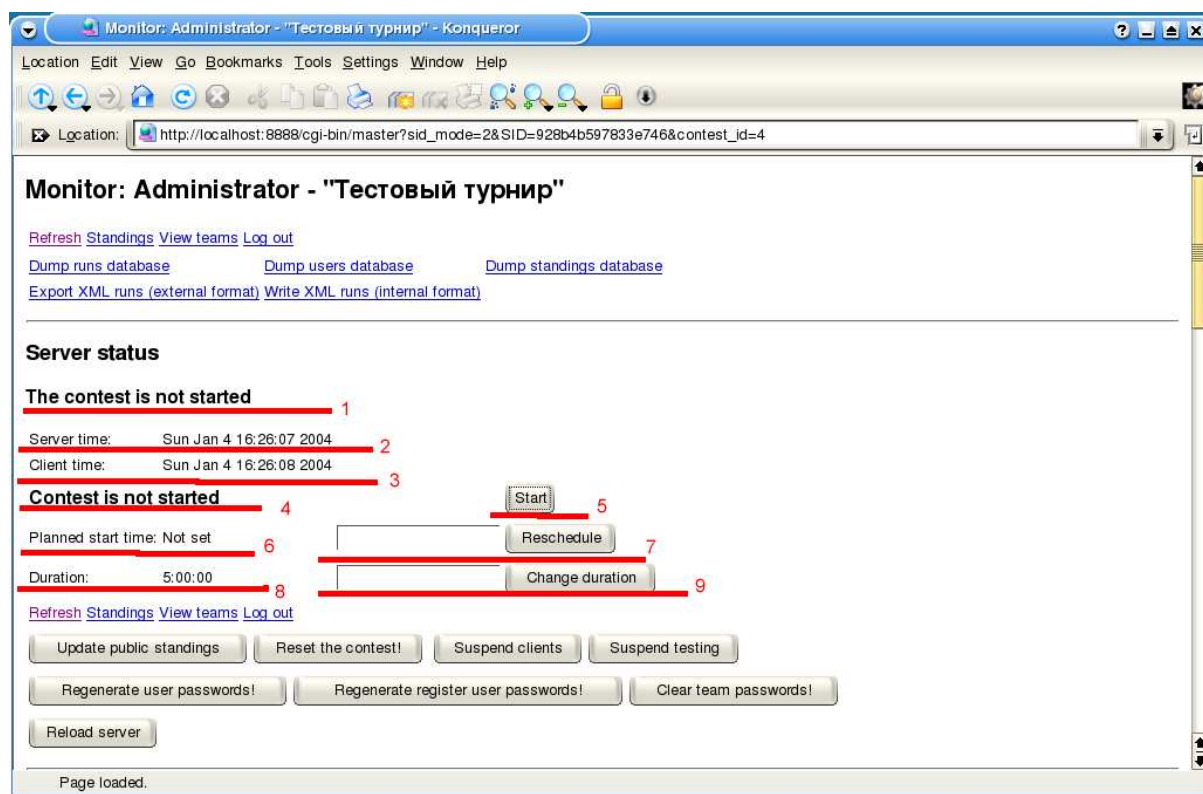 Monitor: Administrator - "Тестовый турнир" - Konqueror
Location Edit View Go Bookmarks Tools Settings Window Help
Location: http://localhost:8888/cgi-bin/master?sid_mode=2&SID=928b4b597833e746&contest_id=4
Monitor: Administrator - "Тестовый турнир"
Refresh Standings View teams Log out
Dump runs database Dump users database Dump standings database
Export XML runs (external format) Write XML runs (internal format)
Server status
The contest is not started
1
Server time: Sun Jan 4 16:26:07 2004
2
Client time: Sun Jan 4 16:26:08 2004
3
Contest is not started Start
4 5
Planned start time: Not set Reschedule
6 7
Duration: 5:00:00 Change duration
8 9
Refresh Standings View teams Log out
Update public standings Reset the contest! Suspend clients Suspend testing
Regenerate user passwords! Regenerate register user passwords! Clear team passwords!
Reload server
Page loaded.